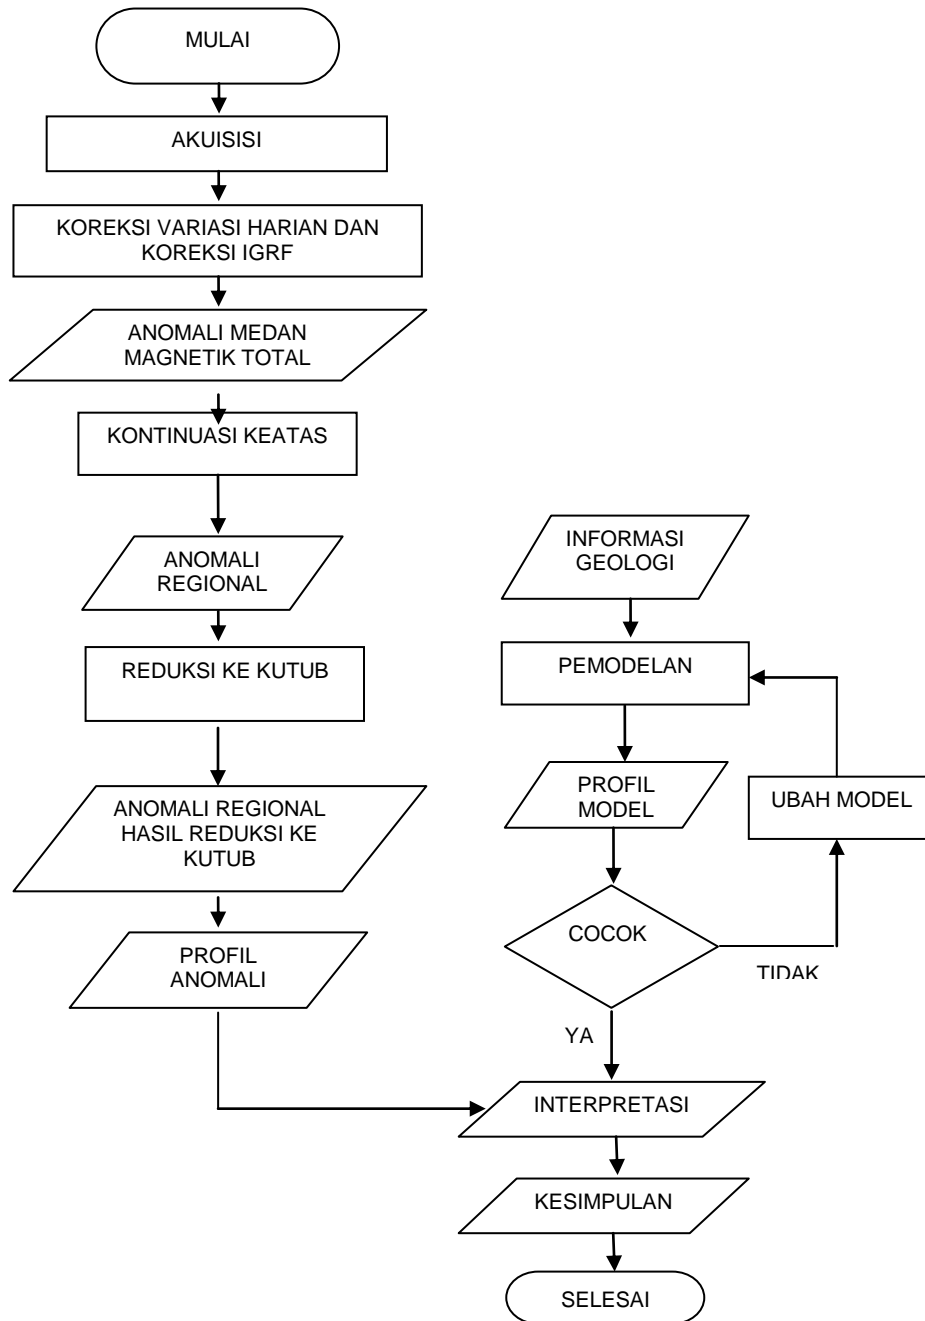 MULAI
AKUISISI
KOREKSI VARIASI HARIAN DAN
KOREKSI IGRF
ANOMALI MEDAN
MAGNETIK TOTAL
KONTINUASI KEATAS
ANOMALI
REGIONAL
REDUKSI KE KUTUB
ANOMALI REGIONAL
HASIL REDUKSI KE
KUTUB
PROFIL
ANOMALI
INFORMASI
GEOLOGI
PEMODELAN
PROFIL
MODEL
UBAH MODEL
COCOK
TIDAK
YA
INTERPRETASI
KESIMPULAN
SELESAI